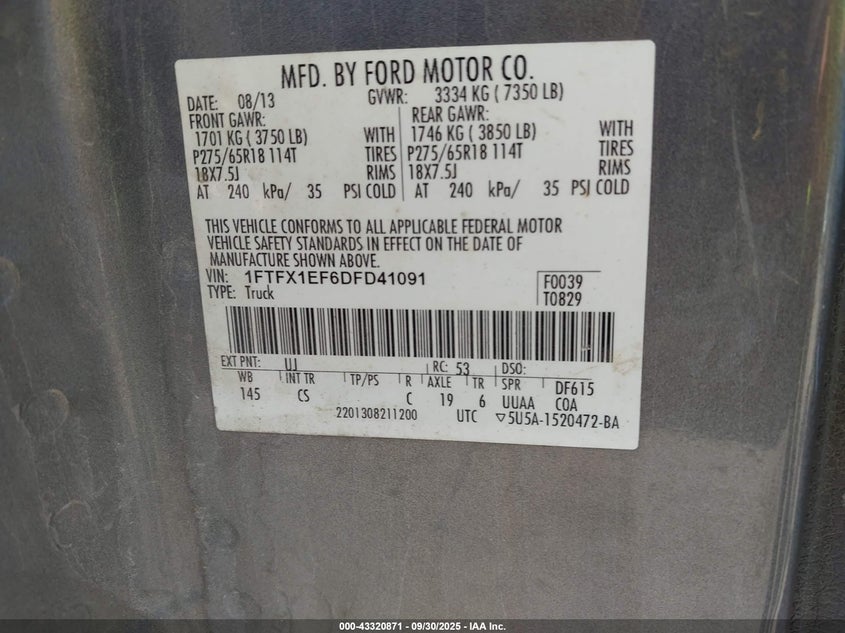 MFD. BY FORD MOTOR CO.
DATE: 08/13 GVWR: 3334 KG ( 7350 LB)
FRONT GAWR: REAR GAWR:
1701 KG ( 3750 LB) WITH 1746 KG ( 3850 LB) WITH
P275/65R18 114T TIRES P275/65R18 114T TIRES
18X7.5J RIMS 18X7.5J RIMS
AT 240 kPa/ 35 PSI COLD AT 240 kPa/ 35 PSI COLD
THIS VEHICLE CONFORMS TO ALL APPLICABLE FEDERAL MOTOR
VEHICLE SAFETY STANDARDS IN EFFECT ON THE DATE OF
MANUFACTURE SHOWN ABOVE.
VIN: 1FTFX1EF6DFD41091 F0039
TYPE: Truck T0829
EXT PNT: UJ RC: 53 DSO:
WB INT TR TP/PS R AXLE TR SPR DF615
145 CS C 19 6 UUAA COA
2201308211200 UTC ▽5U5A-1520472-BA
000-43320871 - 09/30/2025 - IAA Inc.